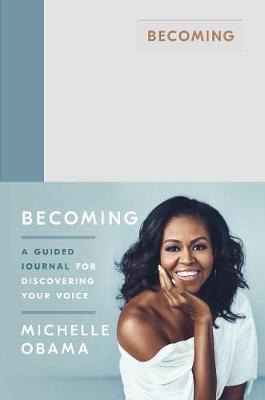 BECOMING
BECOMING
A GUIDED
JOURNAL FOR
DISCOVERING
YOUR VOICE
MICHELLE
OBAMA